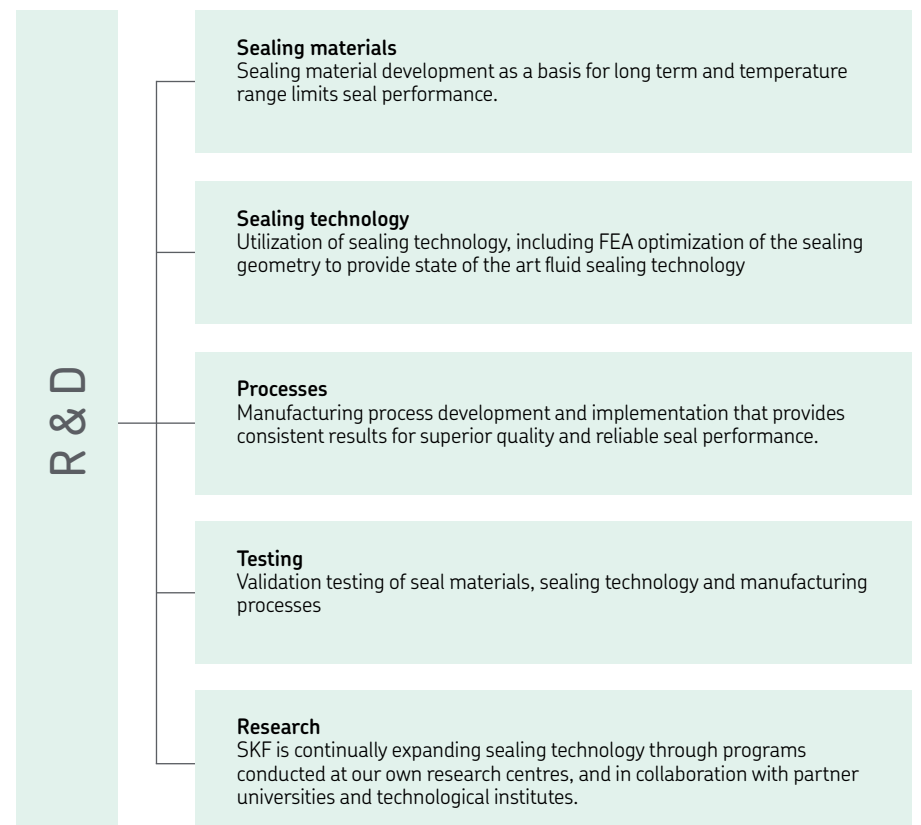 R & D
Sealing materials
Sealing material development as a basis for long term and temperature
range limits seal performance.
Sealing technology
Utilization of sealing technology, including FEA optimization of the sealing
geometry to provide state of the art fluid sealing technology
Processes
Manufacturing process development and implementation that provides
consistent results for superior quality and reliable seal performance.
Testing
Validation testing of seal materials, sealing technology and manufacturing
processes
Research
SKF is continually expanding sealing technology through programs
conducted at our own research centres, and in collaboration with partner
universities and technological institutes.